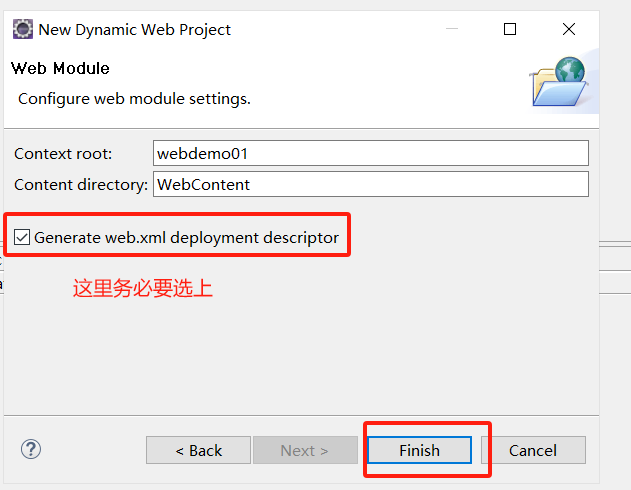 New Dynamic Web Project
Web Module
Configure web module settings.
Context root: webdemo01
Content directory: WebContent
Generate web.xml deployment descriptor
这里务必要选上
? < Back Next > Finish Cancel